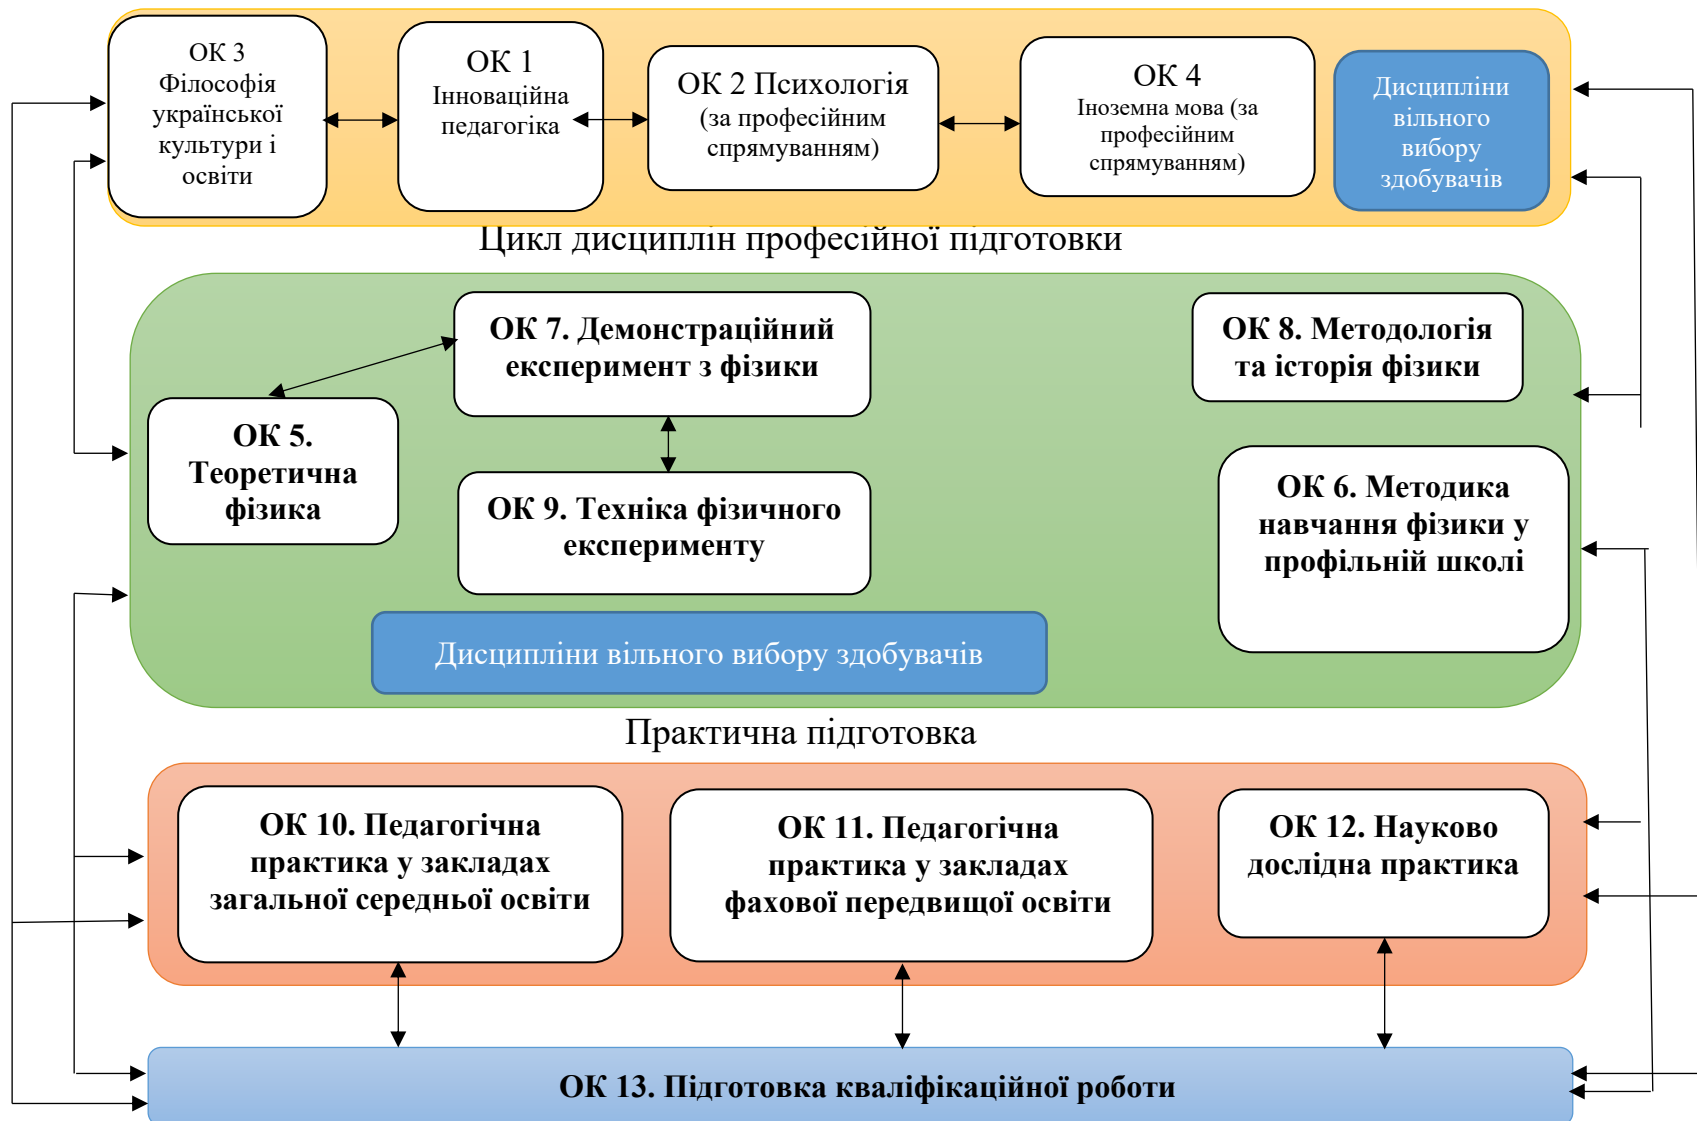 ОК 3
Філософія
української
культури і
освіти
ОК 1
Інноваційна
педагогіка
ОК 2 Психологія
(за професійним
спрямуванням)
ОК 4
Іноземна мова (за
професійним
спрямуванням)
Дисципліни
вільного
вибору
здобувачів
Цикл дисциплін професійної підготовки
ОК 7. Демонстраційний
експеримент з фізики
ОК 8. Методологія
та історія фізики
ОК 5.
Теоретична
фізика
ОК 9. Техніка фізичного
експерименту
ОК 6. Методика
навчання фізики у
профільній школі
Дисципліни вільного вибору здобувачів
Практична підготовка
ОК 10. Педагогічна
практика у закладах
загальної середньої освіти
ОК 11. Педагогічна
практика у закладах
фахової передвищої освіти
ОК 12. Науково
дослідна практика
ОК 13. Підготовка кваліфікаційної роботи